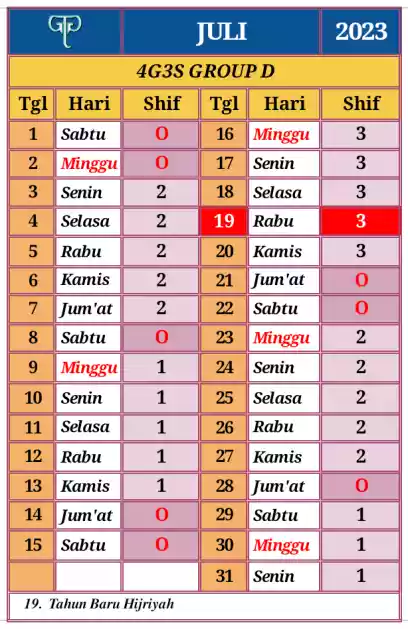 JULI 2023
4G3S GROUP D
Tgl Hari Shif Tgl Hari Shif
1 Sabtu O 16 Minggu 3
2 Minggu O 17 Senin 3
3 Senin 2 18 Selasa 3
4 Selasa 2 19 Rabu 3
5 Rabu 2 20 Kamis 3
6 Kamis 2 21 Jum'at O
7 Jum'at 2 22 Sabtu O
8 Sabtu O 23 Minggu 2
9 Minggu 1 24 Senin 2
10 Senin 1 25 Selasa 2
11 Selasa 1 26 Rabu 2
12 Rabu 1 27 Kamis 2
13 Kamis 1 28 Jum'at O
14 Jum'at O 29 Sabtu 1
15 Sabtu O 30 Minggu 1
31 Senin 1
19. Tahun Baru Hijriyah